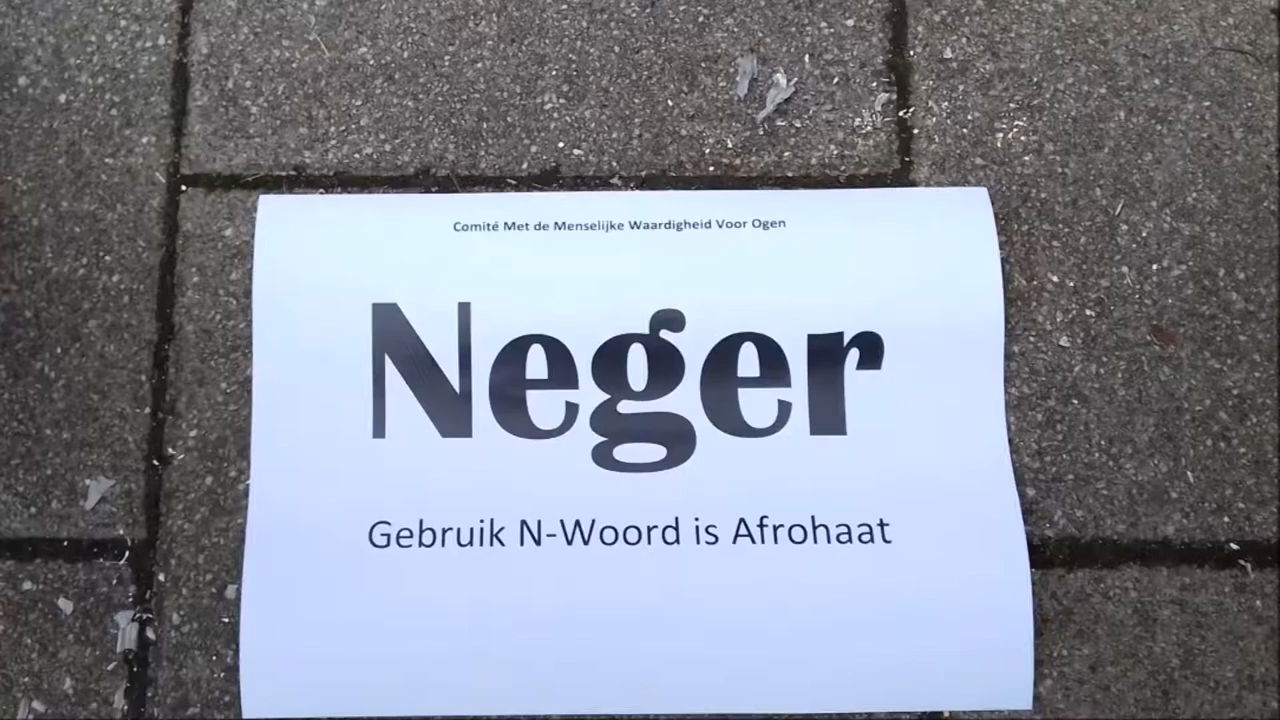 Comité Met de Menselijke Waardigheid Voor Ogen
Neger
Gebruik N-Woord is Afrohaat